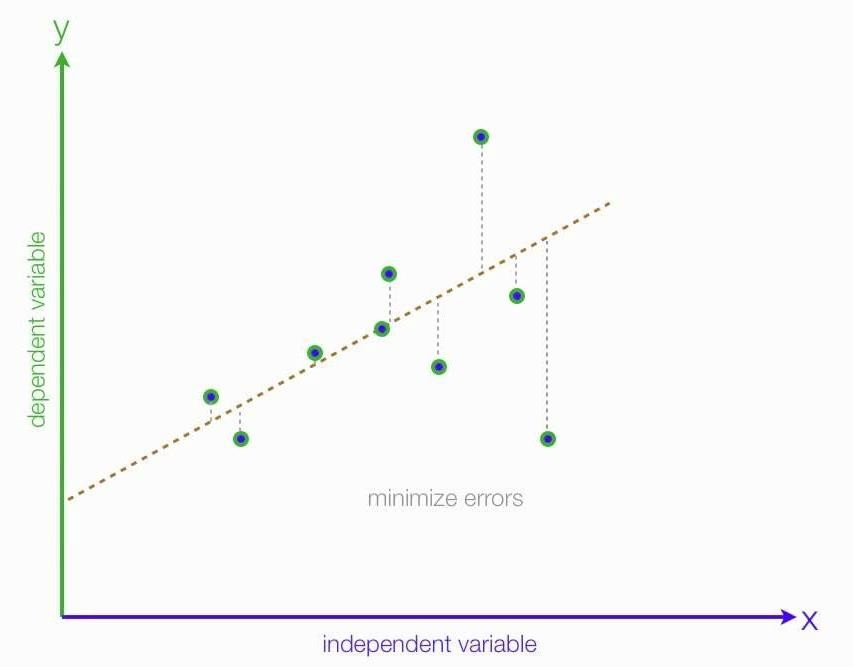 y
dependent variable
minimize errors
x
independent variable